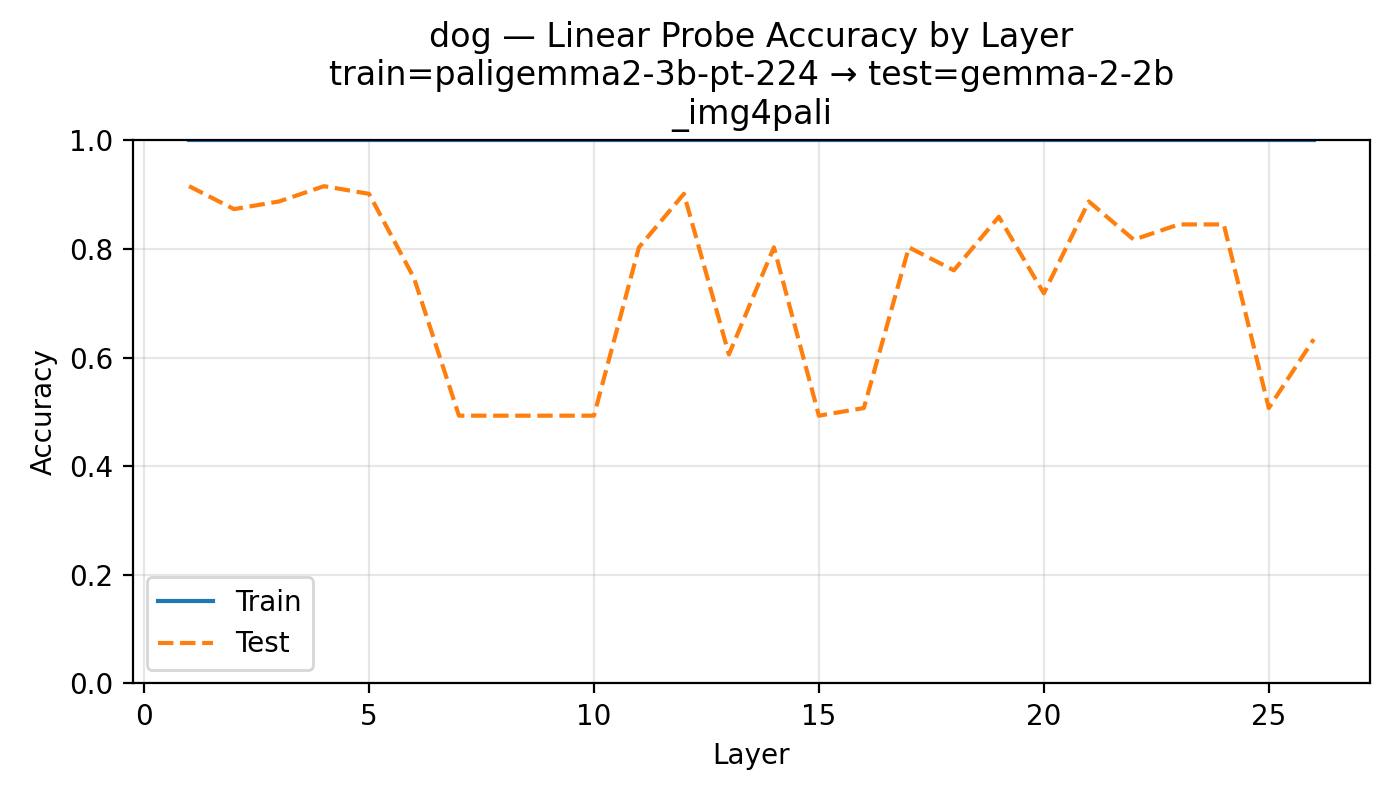 dog — Linear Probe Accuracy by Layer
train=paligemma2-3b-pt-224 → test=gemma-2-2b
_img4pali
1.0
0.8
0.6
0.4
0.2
0.0
Accuracy
Train
Test
0 5 10 15 20 25
Layer